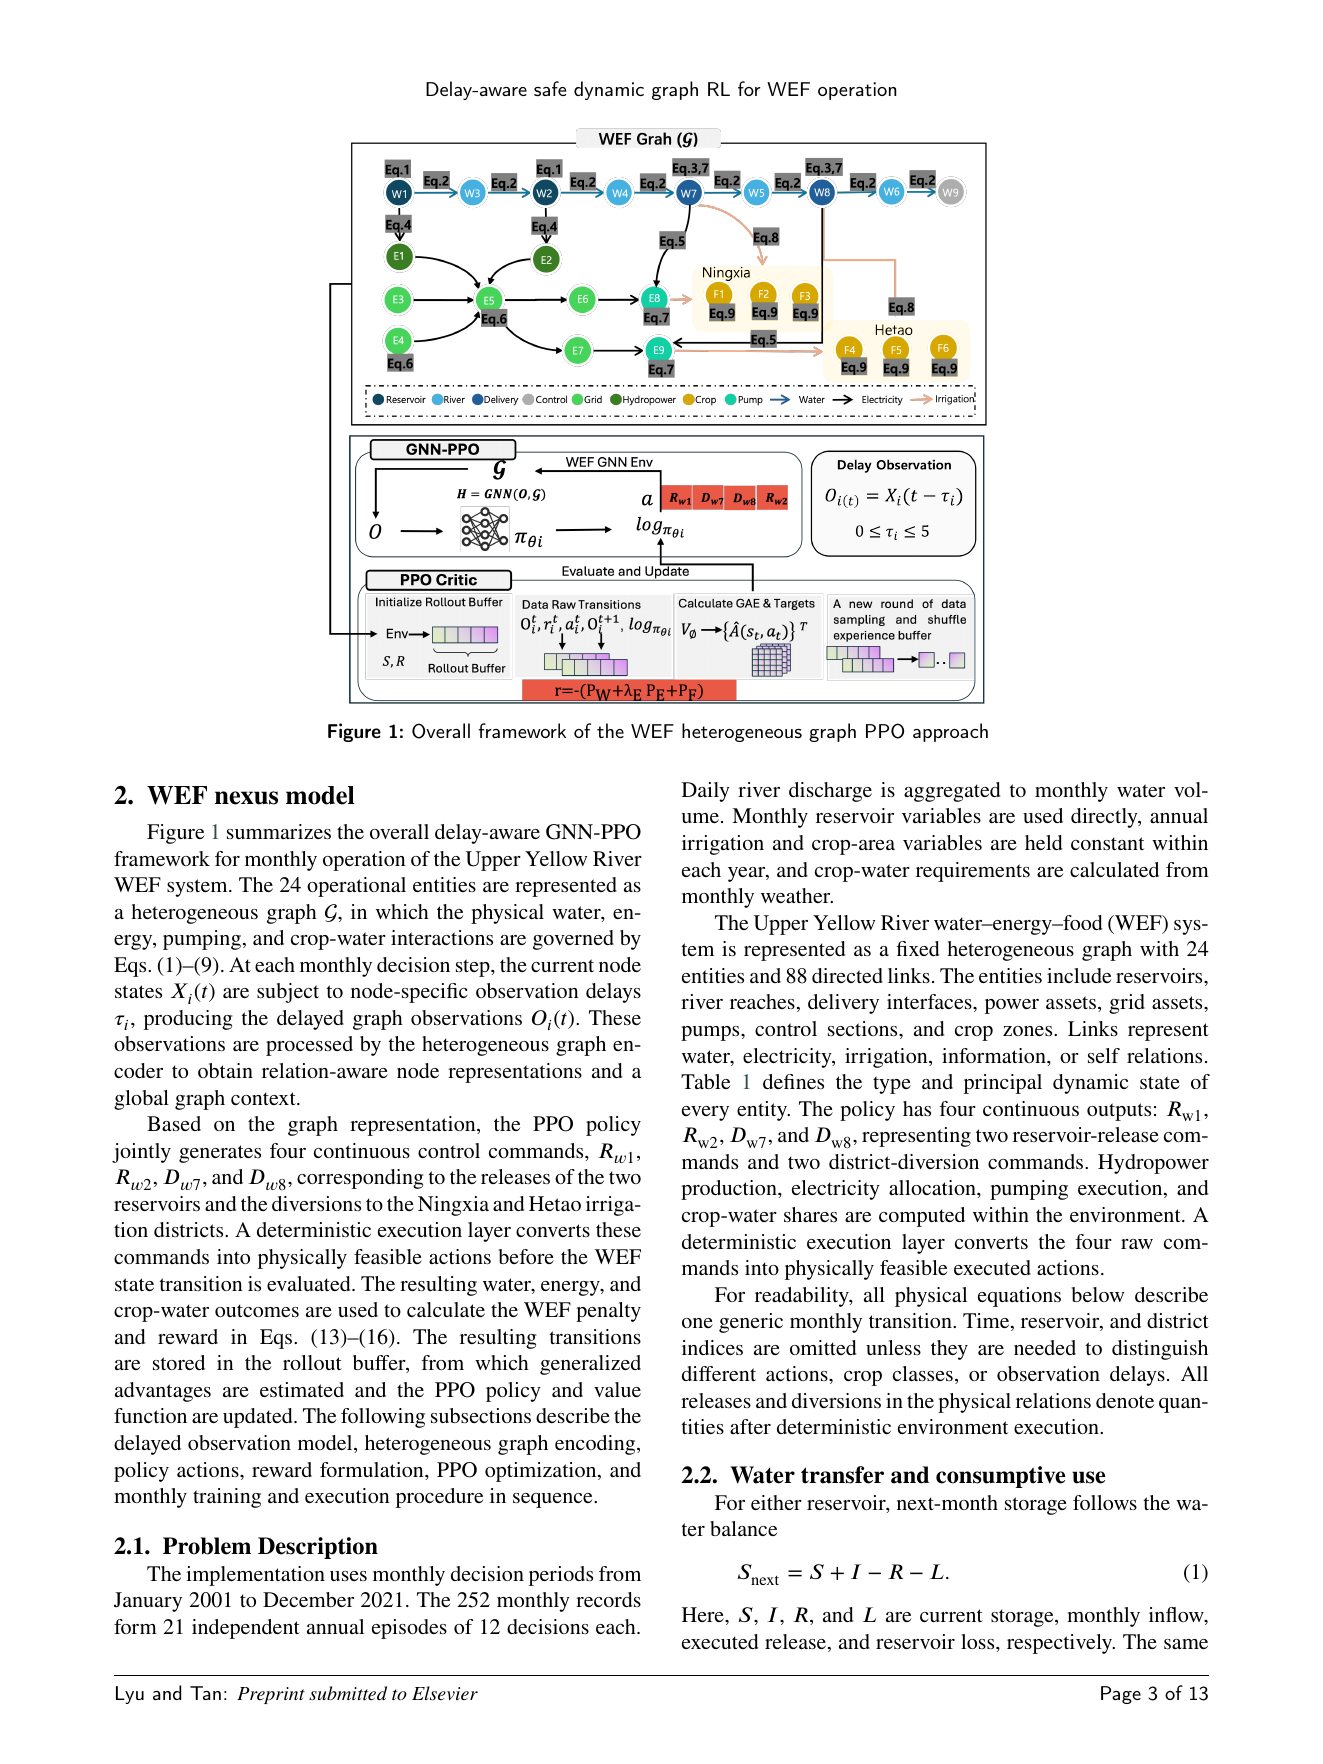 Delay-aware safe dynamic graph RL for WEF operation
WEF Grah (𝒢)
Eq.1 Eq.2 Eq.2 Eq.1 Eq.2 Eq.2 Eq.3,7 Eq.2 Eq.2 Eq.3,7 Eq.2 Eq.2
W1 W3 W2 W4 W7 W5 W8 W6 W9
Eq.4 Eq.4 Eq.5 Eq.8
E1 E2
Ningxia
E3 E5 E6 E8 F1 F2 F3
Eq.6 Eq.7 Eq.9 Eq.9 Eq.9 Eq.8
Hetao
E4 E7 E9 Eq.5 F4 F5 F6
Eq.6 Eq.7 Eq.9 Eq.9 Eq.9
Reservoir River Delivery Control Grid Hydropower Crop Pump Water Electricity Irrigation
GNN-PPO
𝒢
WEF GNN Env
H = GNN(O,𝒢)
a R_w1 D_w7 D_w8 R_w2
O
π_θi
log_πθi
Delay Observation
O_i(t) = X_i(t − τ_i)
0 ≤ τ_i ≤ 5
Evaluate and Update
PPO Critic
Initialize Rollout Buffer
Env
S, R
Rollout Buffer
Data Raw Transitions
O_i^t, r_i^t, a_i^t, O_i^t+1, log_πθi
Calculate GAE & Targets
V_ø →{Â(s_t, a_t)} ^T
A new round of data
sampling and shuffle
experience buffer
r=-(P_W+λ_E P_E+P_F)
Figure 1: Overall framework of the WEF heterogeneous graph PPO approach
2. WEF nexus model
Figure 1 summarizes the overall delay-aware GNN-PPO
framework for monthly operation of the Upper Yellow River
WEF system. The 24 operational entities are represented as
a heterogeneous graph 𝒢, in which the physical water, en-
ergy, pumping, and crop-water interactions are governed by
Eqs. (1)–(9). At each monthly decision step, the current node
states X_i(t) are subject to node-specific observation delays
τ_i, producing the delayed graph observations O_i(t). These
observations are processed by the heterogeneous graph en-
coder to obtain relation-aware node representations and a
global graph context.
Based on the graph representation, the PPO policy
jointly generates four continuous control commands, R_w1,
R_w2, D_w7, and D_w8, corresponding to the releases of the two
reservoirs and the diversions to the Ningxia and Hetao irriga-
tion districts. A deterministic execution layer converts these
commands into physically feasible actions before the WEF
state transition is evaluated. The resulting water, energy, and
crop-water outcomes are used to calculate the WEF penalty
and reward in Eqs. (13)–(16). The resulting transitions
are stored in the rollout buffer, from which generalized
advantages are estimated and the PPO policy and value
function are updated. The following subsections describe the
delayed observation model, heterogeneous graph encoding,
policy actions, reward formulation, PPO optimization, and
monthly training and execution procedure in sequence.
2.1. Problem Description
The implementation uses monthly decision periods from
January 2001 to December 2021. The 252 monthly records
form 21 independent annual episodes of 12 decisions each.
Daily river discharge is aggregated to monthly water vol-
ume. Monthly reservoir variables are used directly, annual
irrigation and crop-area variables are held constant within
each year, and crop-water requirements are calculated from
monthly weather.
The Upper Yellow River water–energy–food (WEF) sys-
tem is represented as a fixed heterogeneous graph with 24
entities and 88 directed links. The entities include reservoirs,
river reaches, delivery interfaces, power assets, grid assets,
pumps, control sections, and crop zones. Links represent
water, electricity, irrigation, information, or self relations.
Table 1 defines the type and principal dynamic state of
every entity. The policy has four continuous outputs: R_w1,
R_w2, D_w7, and D_w8, representing two reservoir-release com-
mands and two district-diversion commands. Hydropower
production, electricity allocation, pumping execution, and
crop-water shares are computed within the environment. A
deterministic execution layer converts the four raw com-
mands into physically feasible executed actions.
For readability, all physical equations below describe
one generic monthly transition. Time, reservoir, and district
indices are omitted unless they are needed to distinguish
different actions, crop classes, or observation delays. All
releases and diversions in the physical relations denote quan-
tities after deterministic environment execution.
2.2. Water transfer and consumptive use
For either reservoir, next-month storage follows the wa-
ter balance
S_next = S + I − R − L. (1)
Here, S, I, R, and L are current storage, monthly inflow,
executed release, and reservoir loss, respectively. The same
Lyu and Tan: Preprint submitted to Elsevier
Page 3 of 13